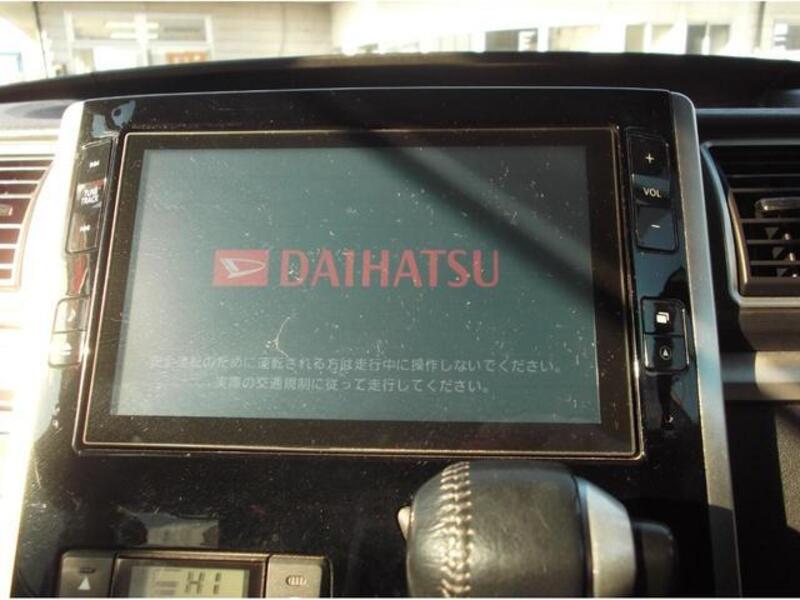 TUNE
TRACK
+
VOL
−
DAIHATSU
安全運転のために運転される方は走行中に操作しないでください。
実際の交通規制に従って走行してください。
HI